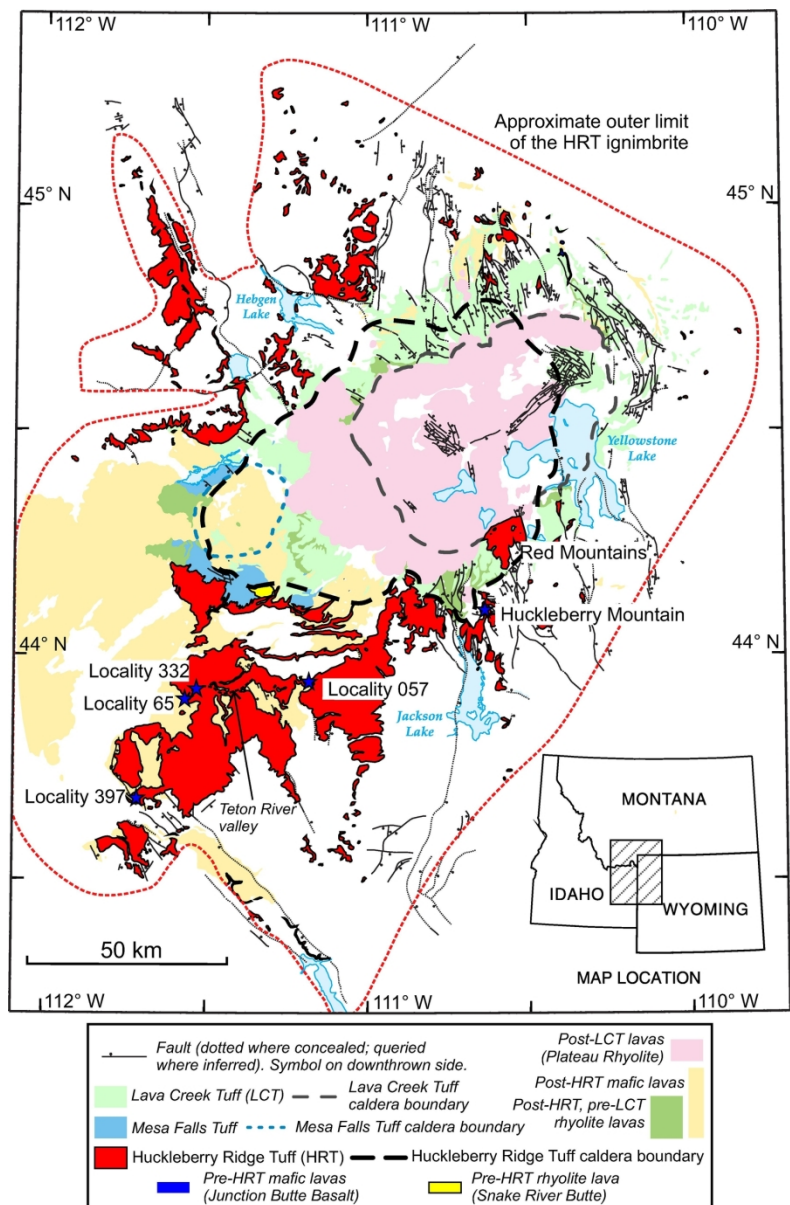 112° W
111° W
110° W
Approximate outer limit
of the HRT ignimbrite
45° N
45° N
Hebgen
Lake
Yellowstone
Lake
Red Mountains
Huckleberry Mountain
44° N
44° N
Locality 332
Locality 65
Locality 057
Jackson
Lake
Locality 397
Teton River
valley
MONTANA
IDAHO
WYOMING
50 km
MAP LOCATION
112° W
111° W
110° W
Fault (dotted where concealed; queried
where inferred). Symbol on downthrown side.
Post-LCT lavas
(Plateau Rhyolite)
Lava Creek Tuff (LCT)
Lava Creek Tuff
caldera boundary
Post-HRT mafic lavas
Post-HRT, pre-LCT
rhyolite lavas
Mesa Falls Tuff
Mesa Falls Tuff caldera boundary
Huckleberry Ridge Tuff (HRT)
Huckleberry Ridge Tuff caldera boundary
Pre-HRT mafic lavas
(Junction Butte Basalt)
Pre-HRT rhyolite lava
(Snake River Butte)